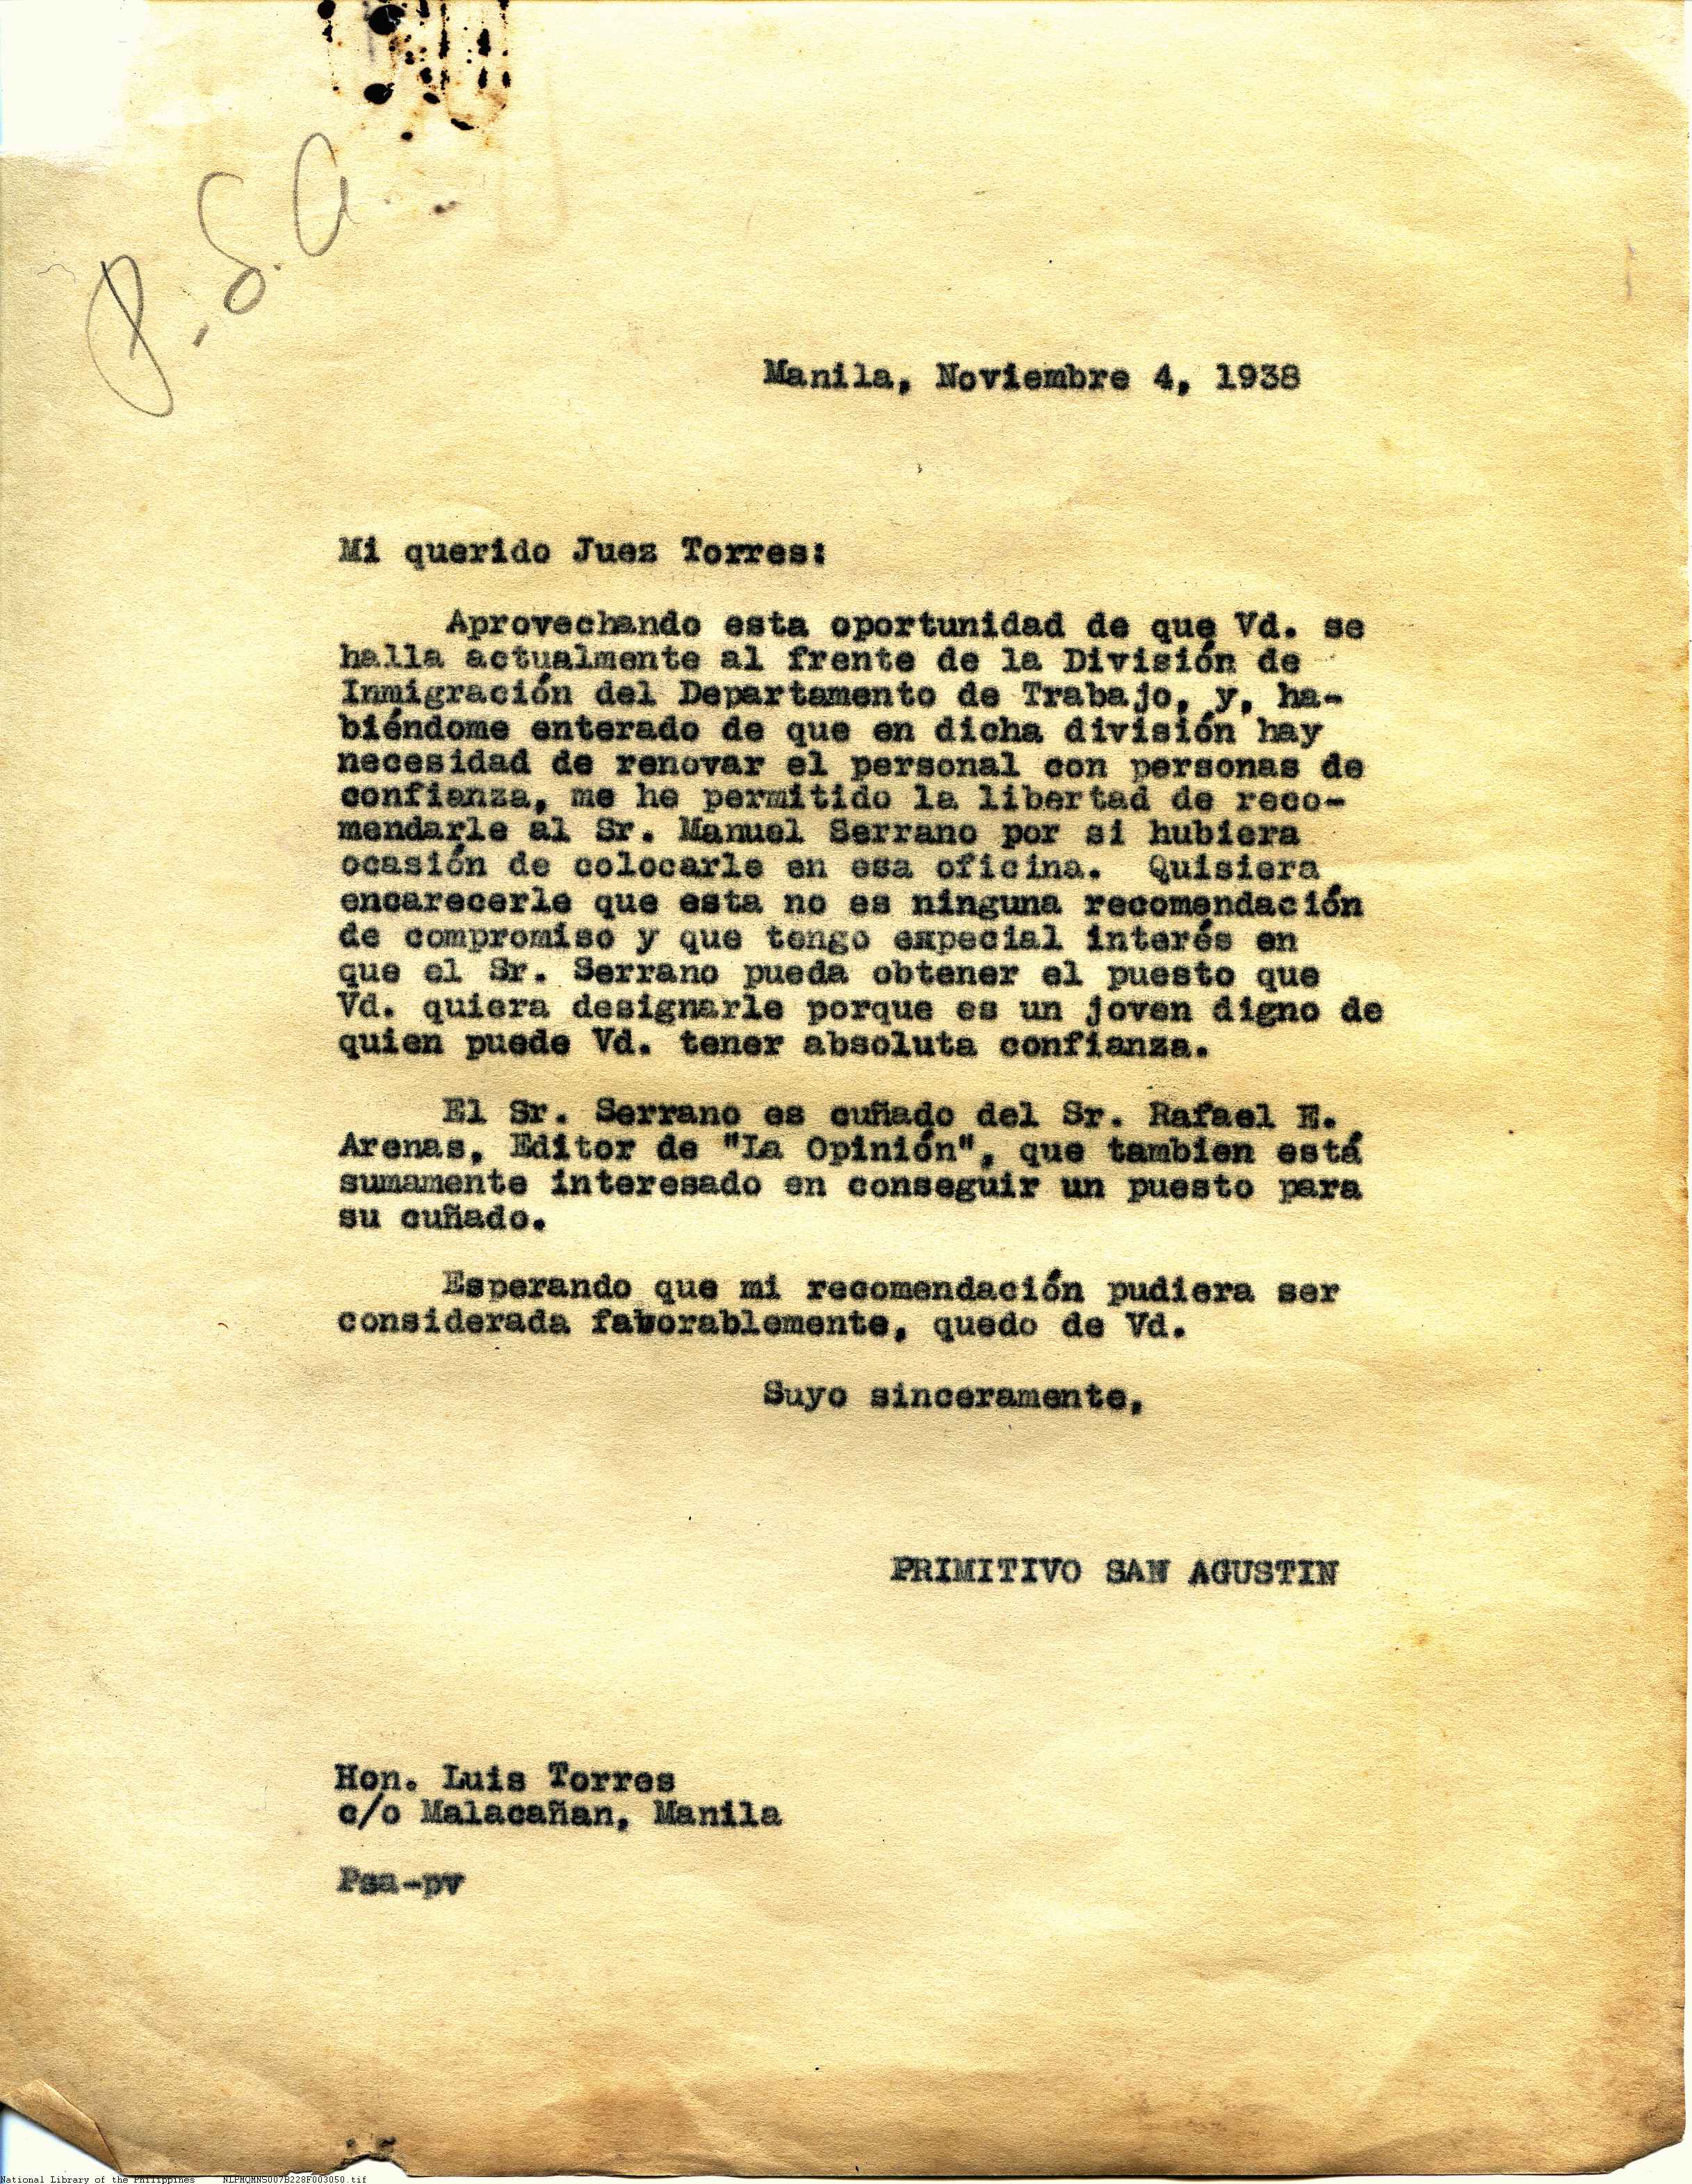 P.S.A.
Manila, Noviembre 4, 1938
Mi querido Juez Torres:
Aprovechando esta oportunidad de que Vd. se
halla actualmente al frente de la División de
Inmigración del Departamento de Trabajo, y, ha-
biéndome enterado de que en dicha división hay
necesidad de renovar el personal con personas de
confianza, me he permitido la libertad de reco-
mendarle al Sr. Manuel Serrano por si hubiera
ocasión de colocarle en esa oficina. Quisiera
encarecerle que esta no es ninguna recomendación
de compromiso y que tengo expecial interés en
que el Sr. Serrano pueda obtener el puesto que
Vd. quiera designarle porque es un joven digno de
quien puede Vd. tener absoluta confianza.
El Sr. Serrano es cuñado del Sr. Rafael E.
Arenas, Editor de "La Opinión", que tambien está
sumamente interesado en conseguir un puesto para
su cuñado.
Esperando que mi recomendación pudiera ser
considerada favorablemente, quedo de Vd.
Suyo sinceramente,
PRIMITIVO SAN AGUSTIN
Hon. Luis Torres
c/o Malacañan, Manila
Psa-pv
National Library of the Philippines NLPMQMNS007B228F003050.tif